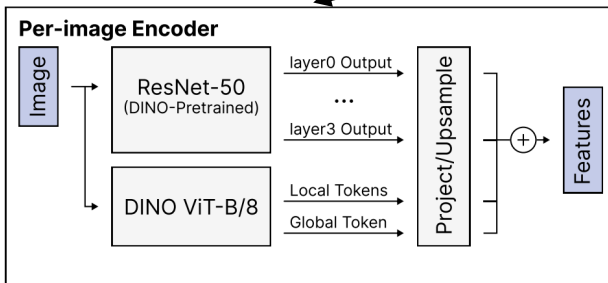 Per-image Encoder
Image
ResNet-50
(DINO-Pretrained)
layer0 Output
...
layer3 Output
DINO ViT-B/8
Local Tokens
Global Token
Project/Upsample
+
Features